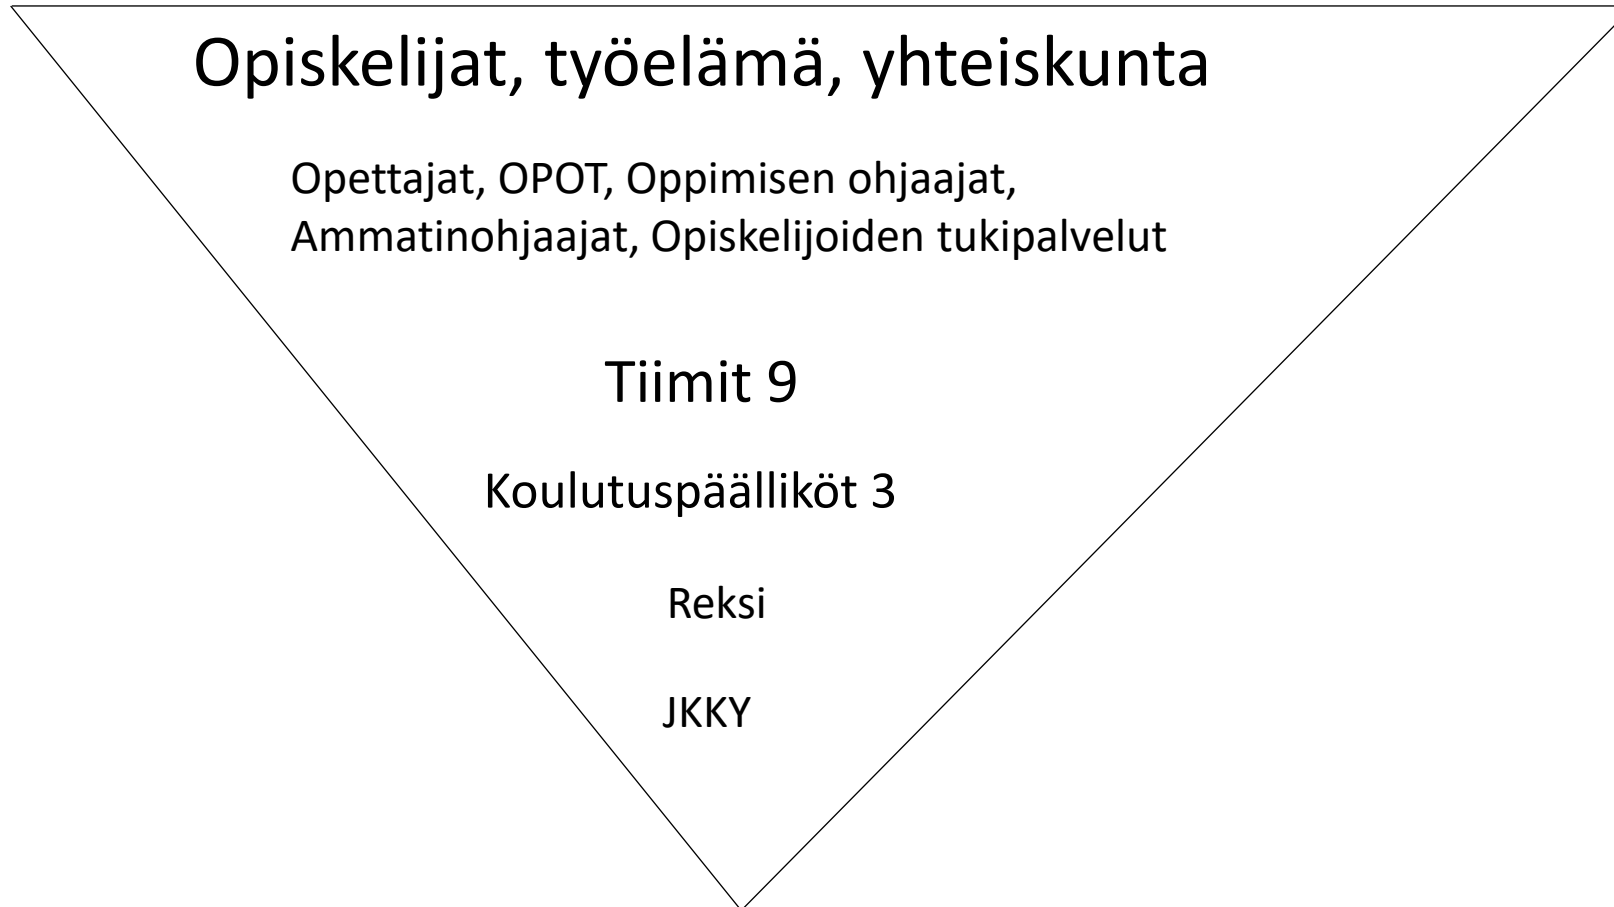 Opiskelijat, työelämä, yhteiskunta
Opettajat, OPOT, Oppimisen ohjaajat,
Ammatinohjaajat, Opiskelijoiden tukipalvelut
Tiimit 9
Koulutuspäälliköt 3
Reksi
JKKY